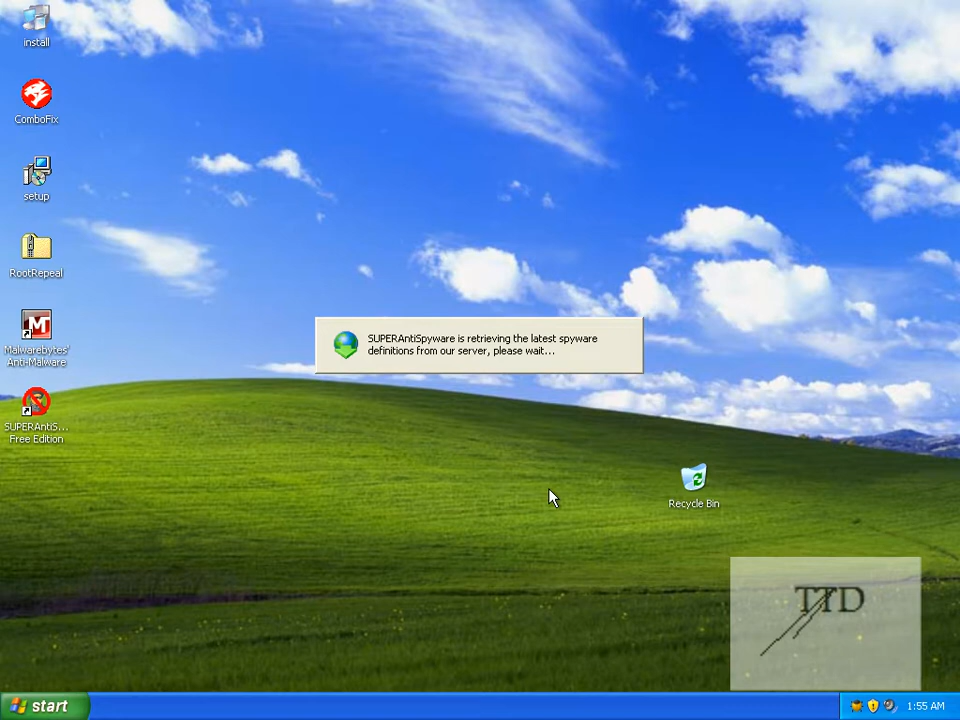 install
ComboFix
setup
RootRepeal
Malwarebytes'
Anti-Malware
SUPERAntiS...
Free Edition
SUPERAntiSpyware is retrieving the latest spyware
definitions from our server, please wait...
Recycle Bin
TTD
start
1:55 AM